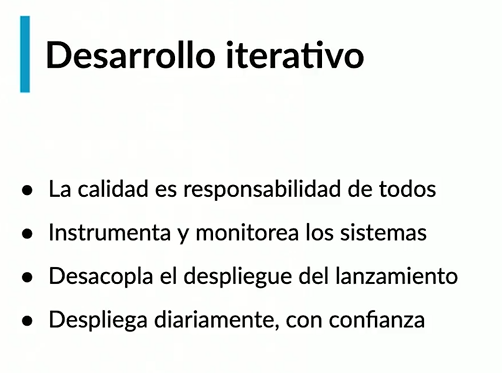 Desarrollo iterativo
● La calidad es responsabilidad de todos
● Instrumenta y monitorea los sistemas
● Desacopla el despliegue del lanzamiento
● Despliega diariamente, con confianza